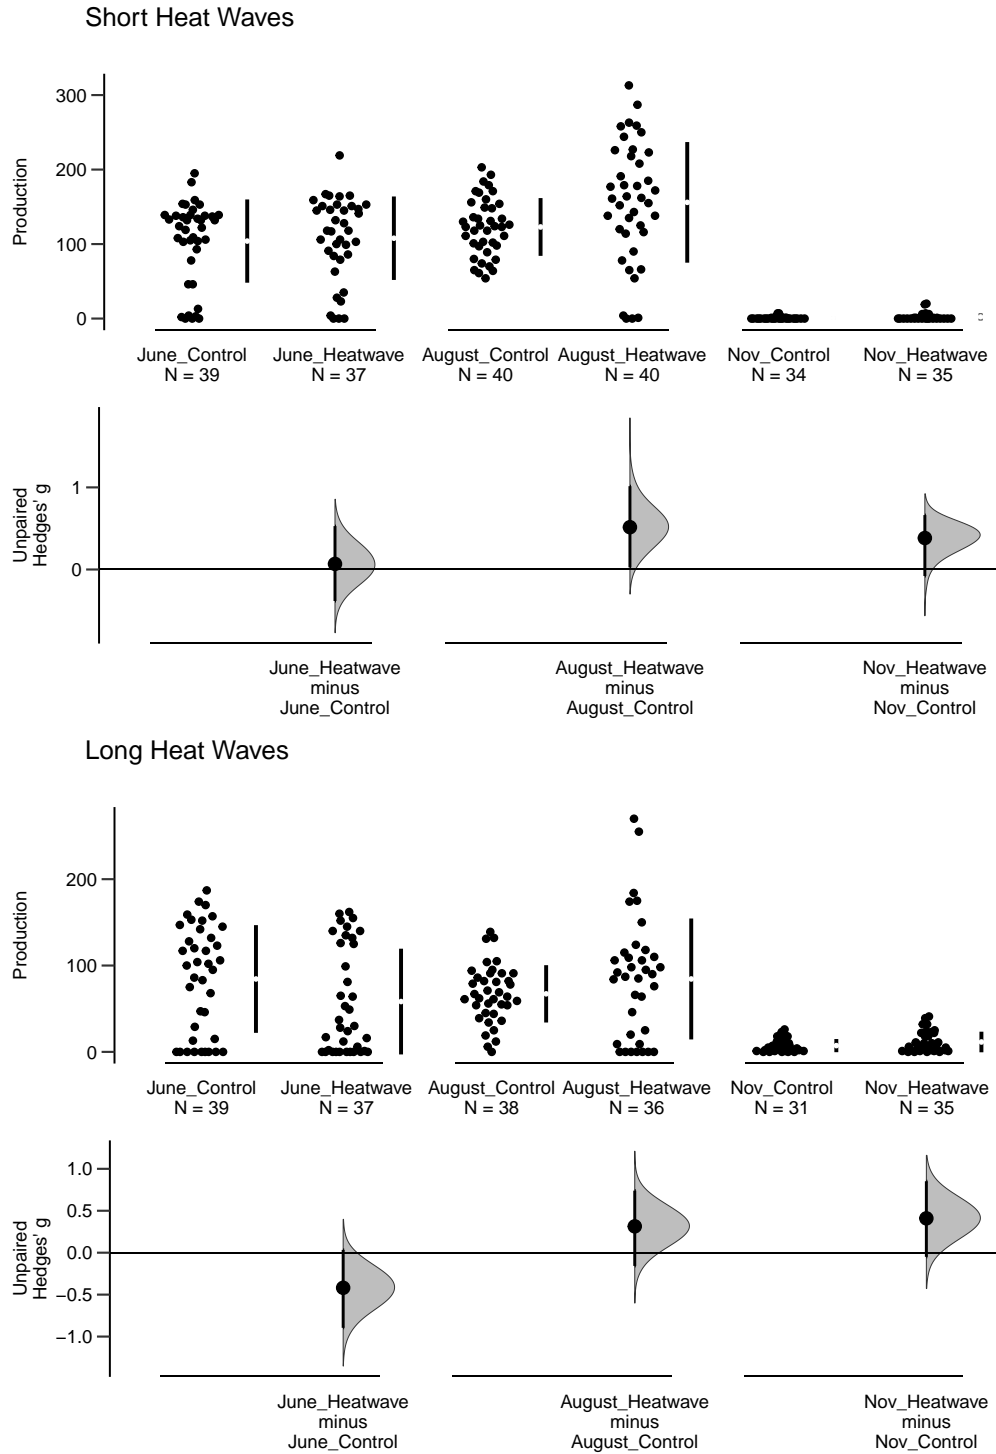 Short Heat Waves
Production
300
200
100
0
June_Control June_Heatwave August_Control August_Heatwave Nov_Control Nov_Heatwave
N = 39 N = 37 N = 40 N = 40 N = 34 N = 35
Unpaired
Hedges' g
1
0
June_Heatwave August_Heatwave Nov_Heatwave
minus minus minus
June_Control August_Control Nov_Control
Long Heat Waves
Production
200
100
0
June_Control June_Heatwave August_Control August_Heatwave Nov_Control Nov_Heatwave
N = 39 N = 37 N = 38 N = 36 N = 31 N = 35
Unpaired
Hedges' g
1.0
0.5
0.0
−0.5
−1.0
June_Heatwave August_Heatwave Nov_Heatwave
minus minus minus
June_Control August_Control Nov_Control